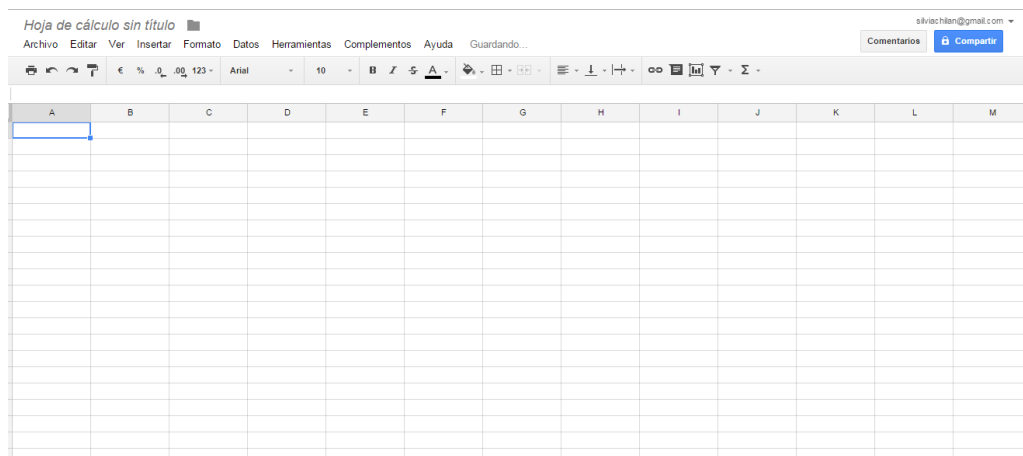 Hoja de cálculo sin título
silviachilan@gmail.com
Archivo Editar Ver Insertar Formato Datos Herramientas Complementos Ayuda Guardando...
Comentarios Compartir
€ % .0 .00 123 Arial 10 B I S A Σ
A B C D E F G H I J K L M